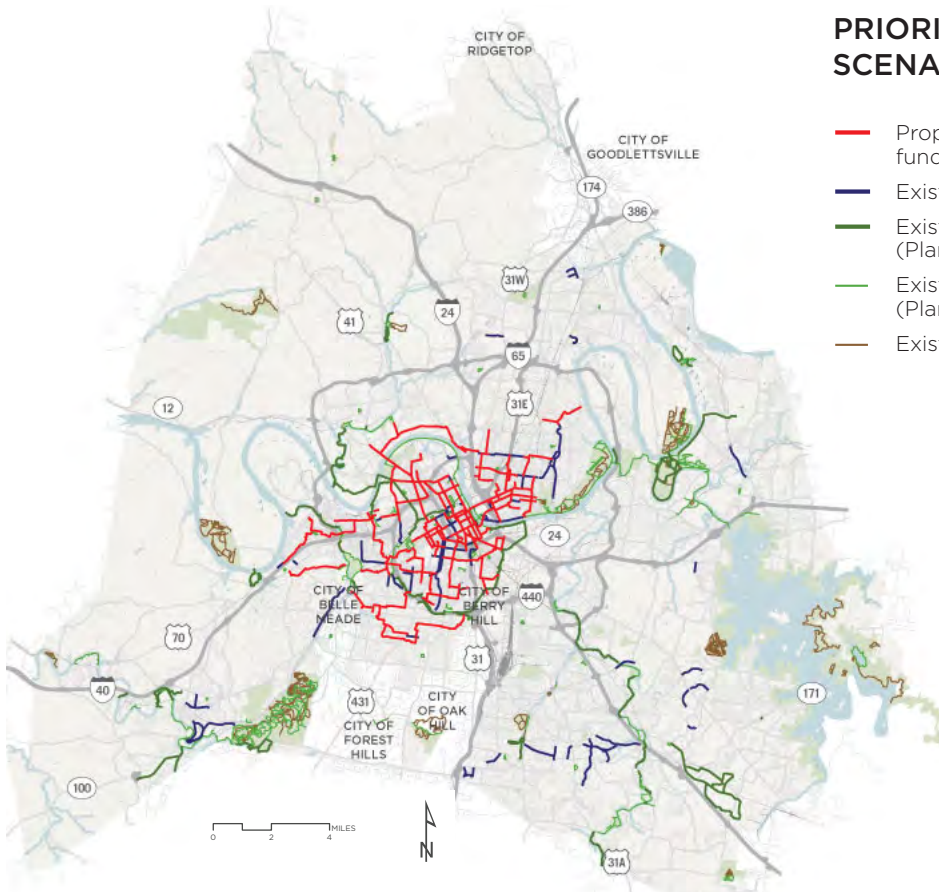 PRIORI
SCENA
Prop
func
Exist
Exist
(Plan
Exist
(Plan
Exist
CITY OF
RIDGETOP
CITY OF
GOODLETTSVILLE
174
386
31W
24
41
65
12
31E
24
CITY OF
BELLE
MEADE
CITY OF
BERRY
HILL
440
70
31
40
171
431
CITY OF
FOREST
HILLS
CITY
OF OAK
HILL
100
31A
MILES
0 2 4
N